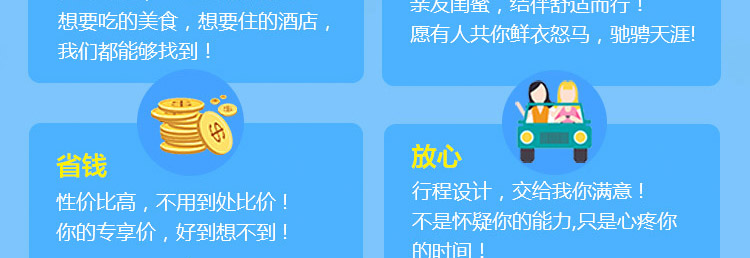 想要吃的美食，想要住的酒店，
我们都能够找到！
亲友闺蜜，结伴舒适而行！
愿有人共你鲜衣怒马，驰骋天涯!
省钱
性价比高，不用到处比价！
你的专享价，好到想不到！
放心
行程设计，交给我你满意！
不是怀疑你的能力,只是心疼你
的时间！